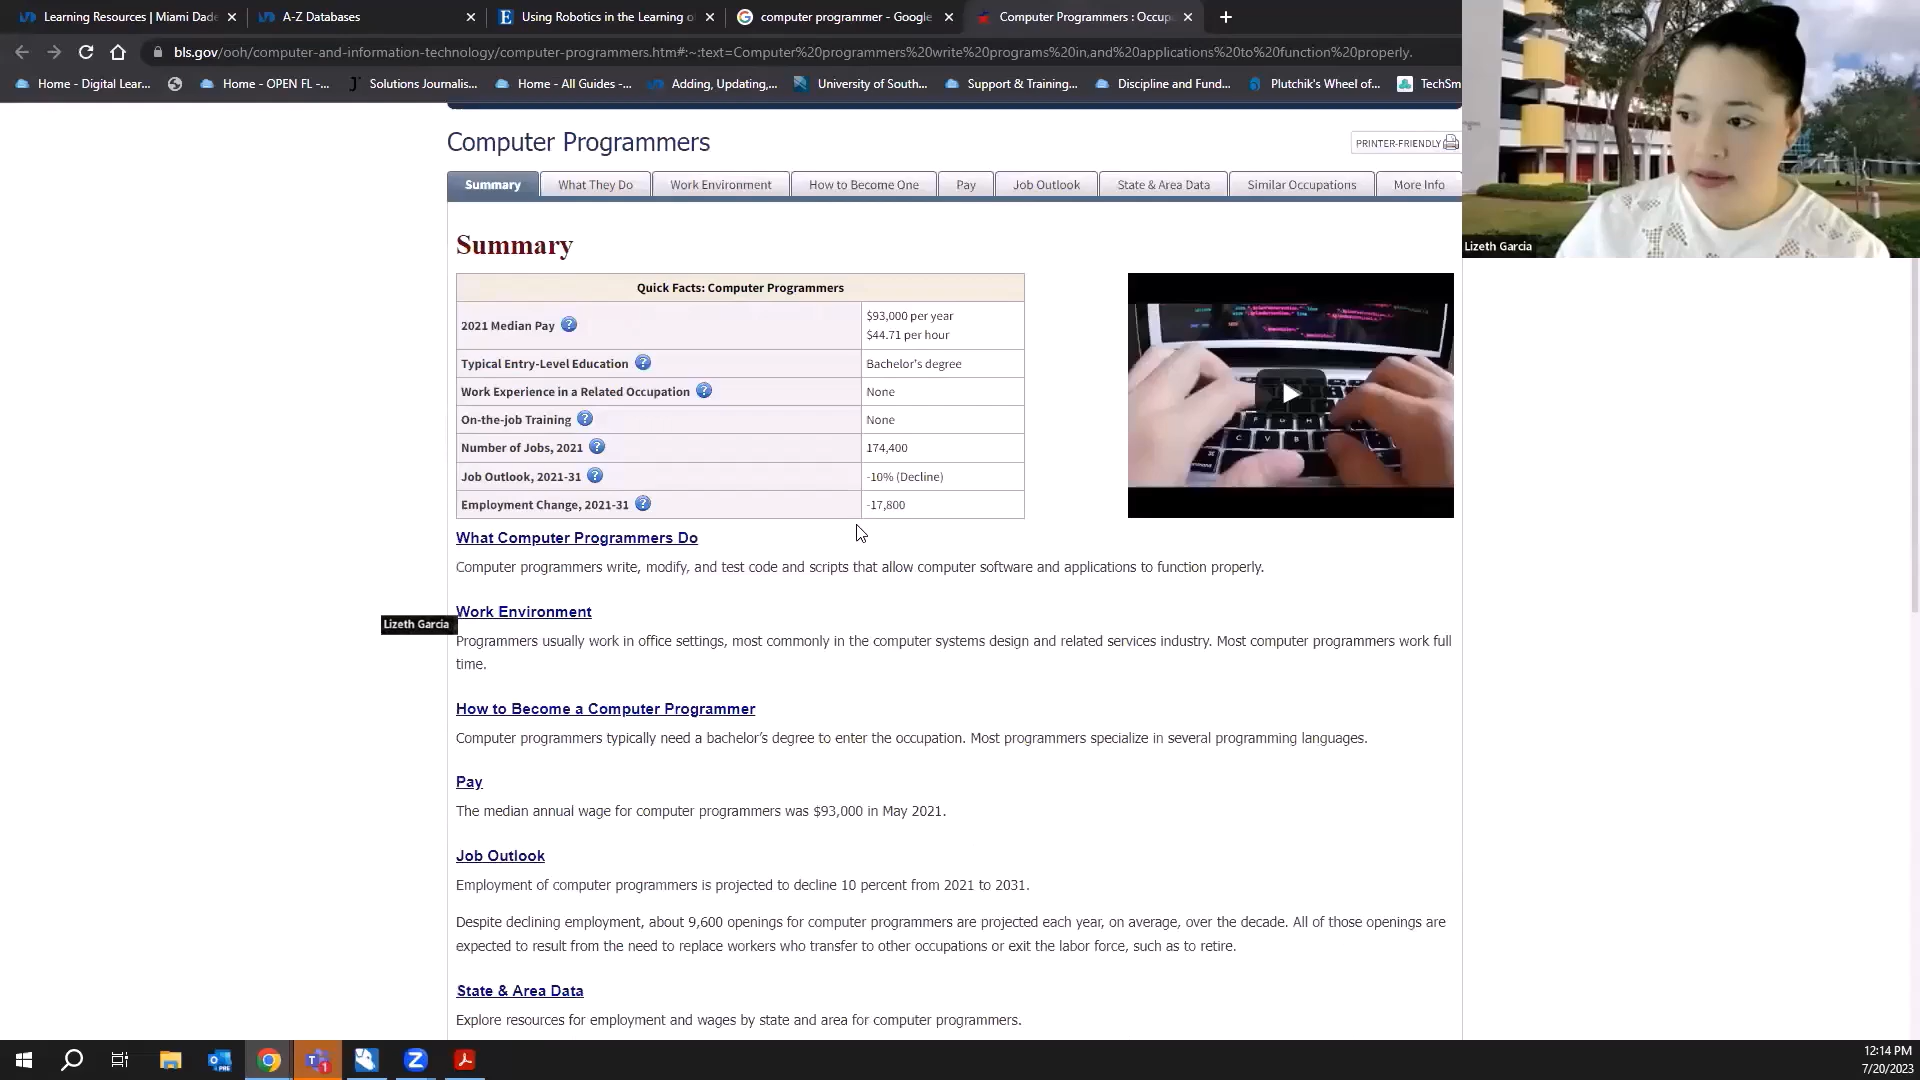 Learning Resources | Miami Dade
A-Z Databases
Using Robotics in the Learning o
computer programmer - Google
Computer Programmers : Occup
bls.gov/ooh/computer-and-information-technology/computer-programmers.htm#:~:text=Computer%20programmers%20write%20programs%20in,and%20applications%20to%20function%20properly.
Home - Digital Lear...
Home - OPEN FL -...
Solutions Journalis...
Home - All Guides -...
Adding, Updating,...
University of South...
Support & Training...
Discipline and Fund...
Plutchik's Wheel of...
TechSm
Computer Programmers
PRINTER-FRIENDLY
Summary
What They Do
Work Environment
How to Become One
Pay
Job Outlook
State & Area Data
Similar Occupations
More Info
Lizeth Garcia
Summary
Quick Facts: Computer Programmers
2021 Median Pay
$93,000 per year
$44.71 per hour
Typical Entry-Level Education
Bachelor's degree
Work Experience in a Related Occupation
None
On-the-job Training
None
Number of Jobs, 2021
174,400
Job Outlook, 2021-31
-10% (Decline)
Employment Change, 2021-31
-17,800
What Computer Programmers Do
Computer programmers write, modify, and test code and scripts that allow computer software and applications to function properly.
Work Environment
Lizeth Garcia
Programmers usually work in office settings, most commonly in the computer systems design and related services industry. Most computer programmers work full
time.
How to Become a Computer Programmer
Computer programmers typically need a bachelor's degree to enter the occupation. Most programmers specialize in several programming languages.
Pay
The median annual wage for computer programmers was $93,000 in May 2021.
Job Outlook
Employment of computer programmers is projected to decline 10 percent from 2021 to 2031.
Despite declining employment, about 9,600 openings for computer programmers are projected each year, on average, over the decade. All of those openings are
expected to result from the need to replace workers who transfer to other occupations or exit the labor force, such as to retire.
State & Area Data
Explore resources for employment and wages by state and area for computer programmers.
12:14 PM
7/20/2023